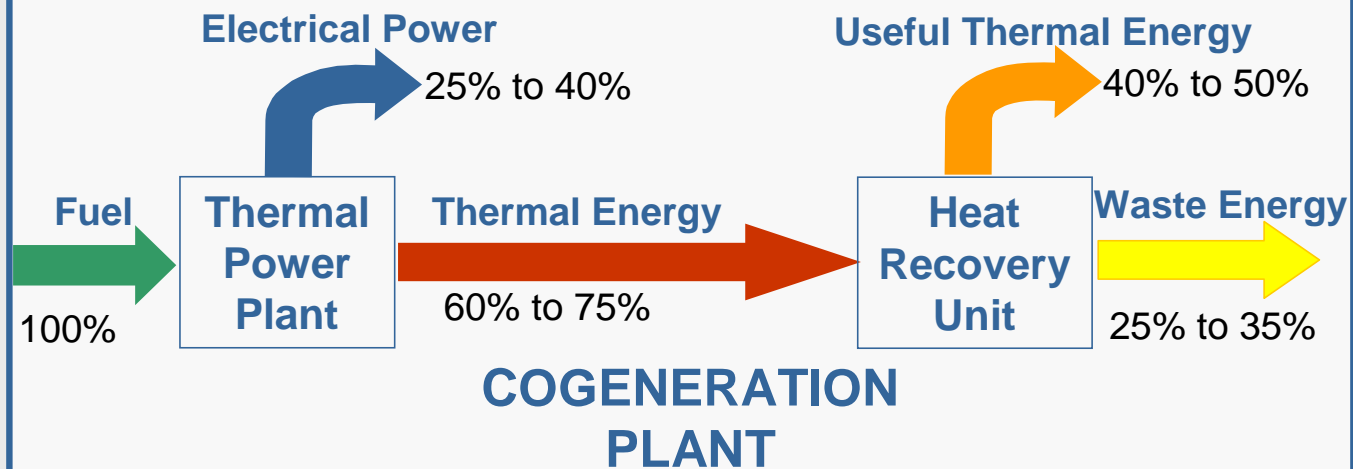 Electrical Power
25% to 40%
Useful Thermal Energy
40% to 50%
Fuel
100%
Thermal
Power
Plant
Thermal Energy
60% to 75%
Heat
Recovery
Unit
Waste Energy
25% to 35%
COGENERATION
PLANT